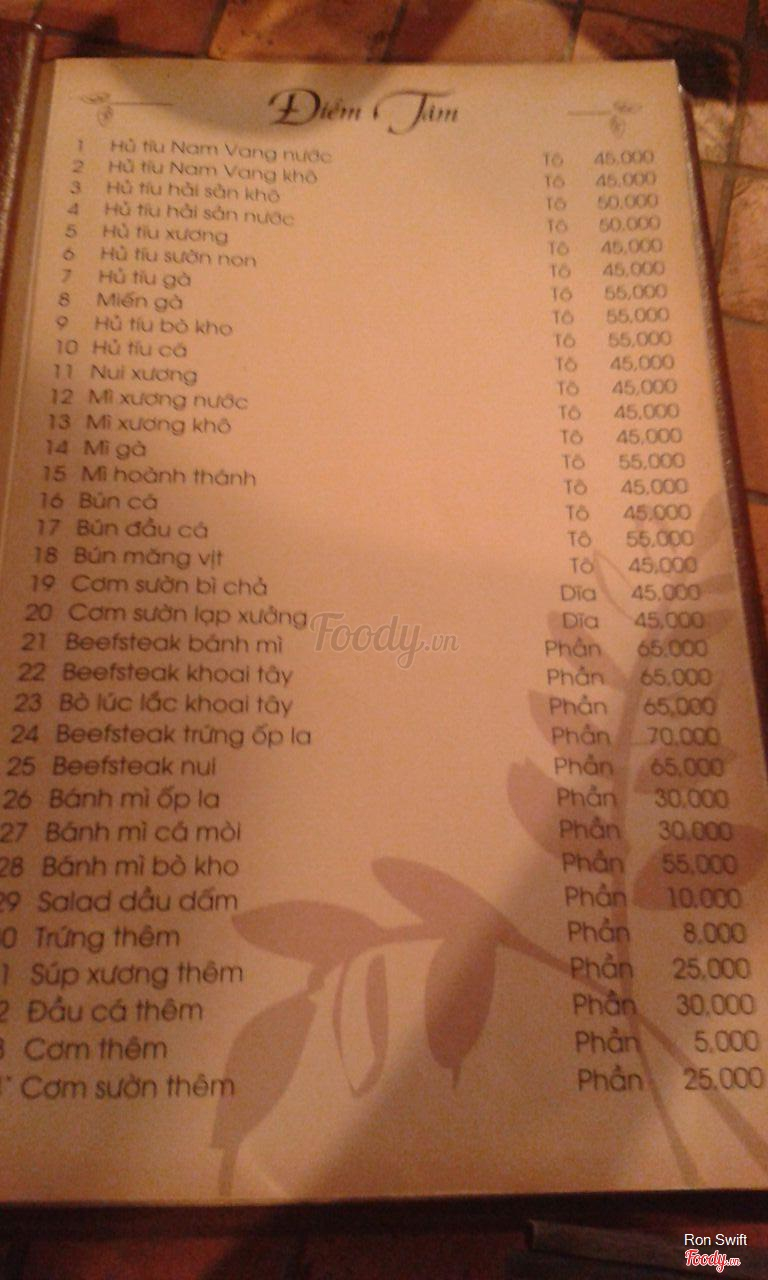 Điểm Tâm
1 Hủ tíu Nam Vang nước Tô 45,000
2 Hủ tíu Nam Vang khô Tô 45,000
3 Hủ tíu hải sản khô Tô 50,000
4 Hủ tíu hải sản nước Tô 50,000
5 Hủ tíu xương Tô 45,000
6 Hủ tíu sườn non Tô 45,000
7 Hủ tíu gà Tô 55,000
8 Miến gà Tô 55,000
9 Hủ tíu bò kho Tô 55,000
10 Hủ tíu cá Tô 45,000
11 Nui xương Tô 45,000
12 Mì xương nước Tô 45,000
13 Mì xương khô Tô 45,000
14 Mì gà Tô 55,000
15 Mì hoành thánh Tô 45,000
16 Bún cá Tô 45,000
17 Bún đầu cá Tô 55,000
18 Bún măng vịt Tô 45,000
19 Cơm sườn bì chả Dĩa 45,000
20 Cơm sườn lạp xưởng Dĩa 45,000
21 Beefsteak bánh mì Phần 65,000
22 Beefsteak khoai tây Phần 65,000
23 Bò lúc lắc khoai tây Phần 65,000
24 Beefsteak trứng ốp la Phần 70,000
25 Beefsteak nui Phần 65,000
26 Bánh mì ốp la Phần 30,000
27 Bánh mì cá mòi Phần 30,000
28 Bánh mì bò kho Phần 55,000
29 Salad dầu dấm Phần 10,000
0 Trứng thêm Phần 8,000
1 Súp xương thêm Phần 25,000
2 Đầu cá thêm Phần 30,000
3 Cơm thêm Phần 5,000
Cơm sườn thêm Phần 25,000
Foody.vn
Ron Swift
Foody.vn